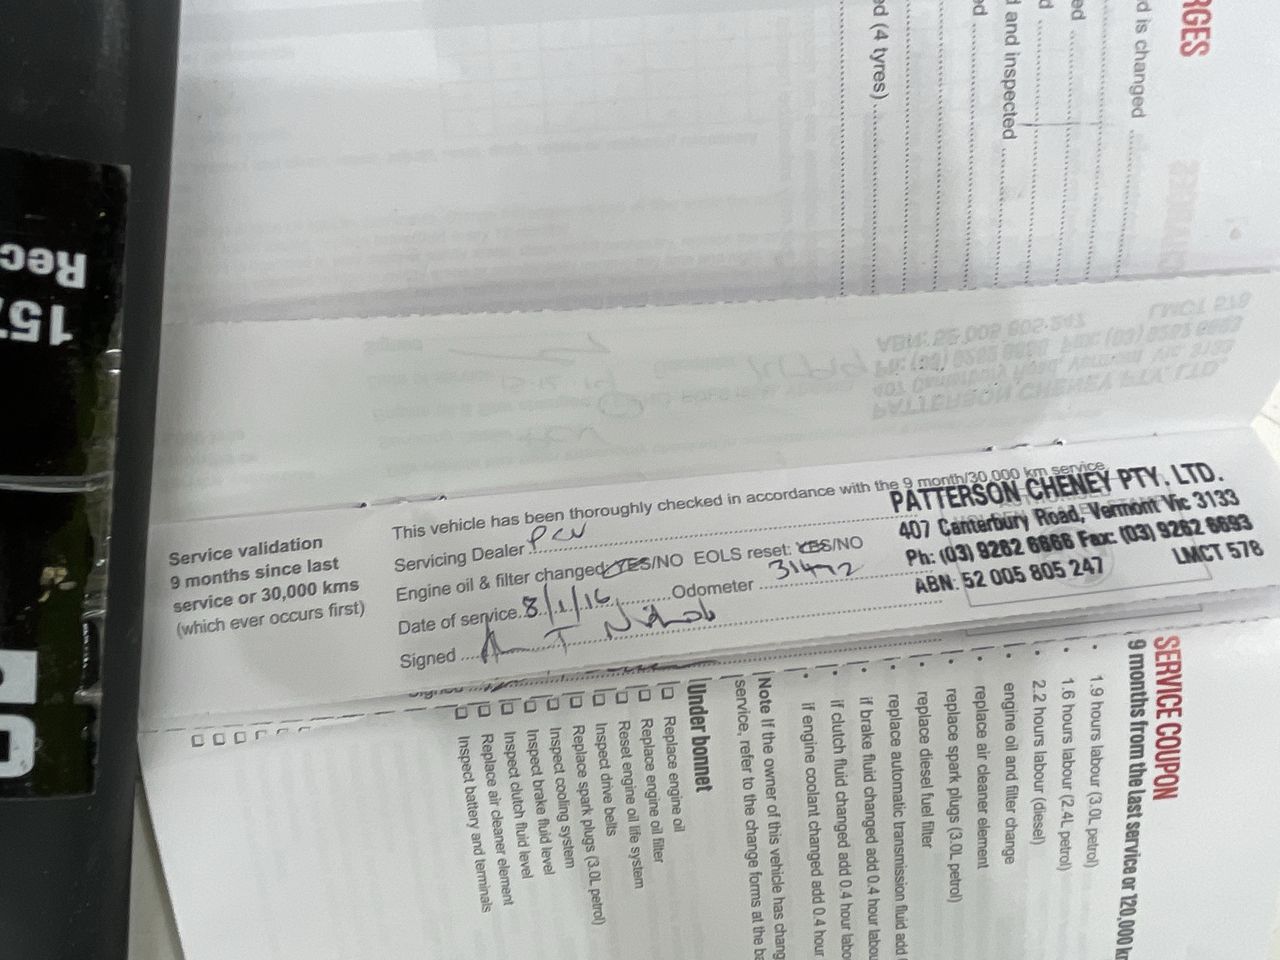 Service validation
9 months since last
service or 30,000 kms
(which ever occurs first)
This vehicle has been thoroughly checked in accordance with the 9 month/30,000 km service.
Servicing Dealer
Engine oil & filter changed: YES/NO EOLS reset: YES/NO
Date of service 8/1/16 Odometer
Signed
PATTERSON CHENEY PTY. LTD.
407 Canterbury Road, Vermont Vic 3133
Ph: (03) 9262 6666 Fax: (03) 9262 6693
ABN: 52 005 805 247 LMCT 578
SERVICE COUPON
9 months from the last service or 120,000
• 1.9 hours labour (3.0L petrol)
• 1.6 hours labour (2.4L petrol)
• 2.2 hours labour (diesel)
• engine oil and filter change
• replace air cleaner element
• replace spark plugs (3.0L petrol)
• replace diesel fuel filter
• replace automatic transmission fluid add
• if brake fluid changed add 0.4 hour labou
• if clutch fluid changed add 0.4 hour labo
• if engine coolant changed add 0.4 hour
Note If the owner of this vehicle has chang
service, refer to the change forms at the ba
Under bonnet
Replace engine oil
Replace engine oil filter
Reset engine oil life system
Inspect drive belts
Replace spark plugs (3.0L petrol)
Inspect cooling system
Inspect brake fluid level
Inspect clutch fluid level
Replace air cleaner element
Inspect battery and terminals
RGES
d is changed
ed
d
d and inspected
ed
ed (4 tyres)
Rec
157